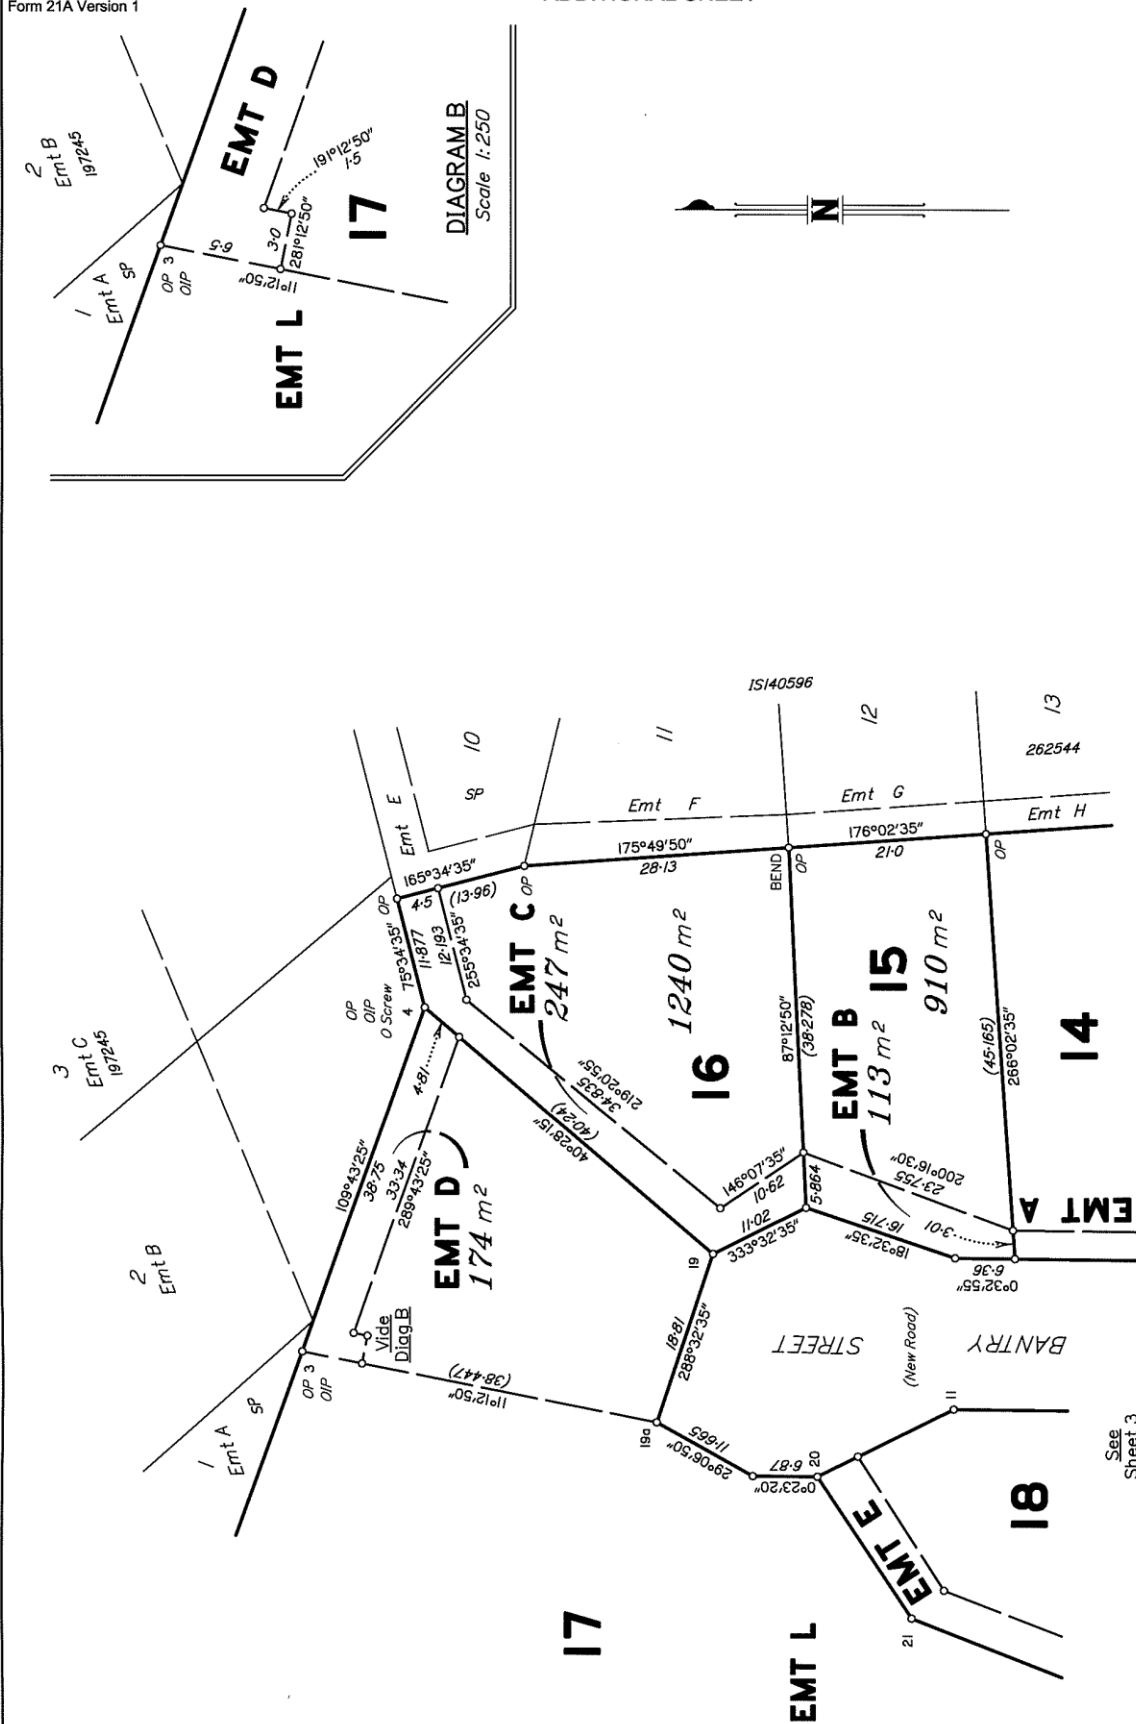 Form 21A Version 1
2
Emt B
197245
1
Emt A
SP
OP 3
OIP
EMT D
6·5
11°12'50"
3·0
281°12'50"
191°12'50"
1·5
17
EMT L
DIAGRAM B
Scale 1:250
N
3
Emt C
197245
2
Emt B
1
Emt A
SP
OP 3
OIP
OP
OIP
O Screw
4
109°43'25"
38·75
33·34
289°43'25"
4·81
EMT D
174 m²
Vide
Diag B
11°12'50"
(38·447)
75°34'35"
11·877
12·193
255°34'35"
OP
165°34'35"
4·5
(13·96)
OP
Emt E
10
SP
11
Emt F
175°49'50"
28·13
IS140596
12
Emt G
BEND
OP
176°02'35"
21·0
13
262544
Emt H
OP
EMT C
247 m²
219°20'55"
34·835
(40·24)
40°28'15"
1240 m²
16
146°07'35"
10·62
11·02
333°32'35"
5·864
87°12'50"
(38·278)
15
910 m²
EMT B
113 m²
200°16'30"
23·755
16·715
18°32'35"
3·01
6·36
0°32'55"
(45·165)
266°02'35"
14
EMT A
19
18·81
288°32'35"
19a
11·665
29°06'50"
6·87
0°23'20"
20
11
21
BANTRY
STREET
(New Road)
EMT E
18
17
EMT L
See
Sheet 3